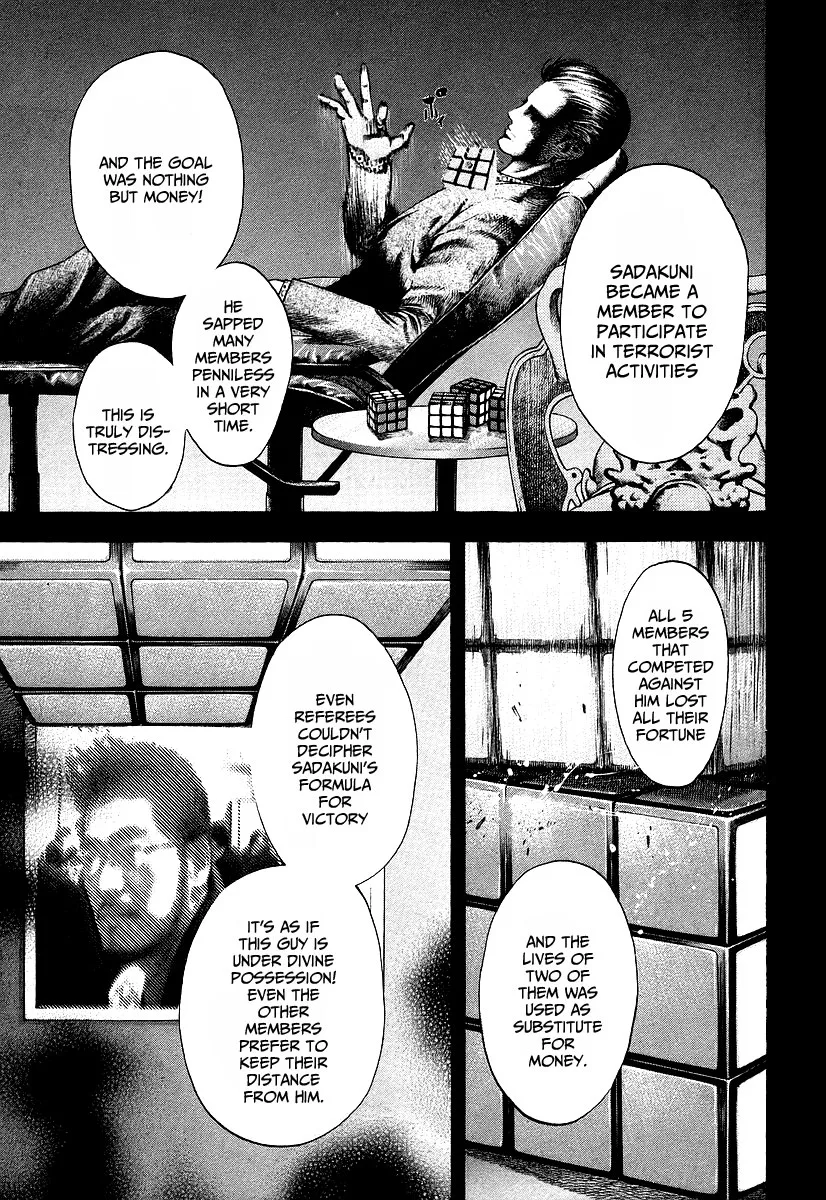 SADAKUNI
BECAME A
MEMBER TO
PARTICIPATE
IN TERRORIST
ACTIVITIES
AND THE GOAL
WAS NOTHING
BUT MONEY!
HE
SAPPED
MANY
MEMBERS
PENNILESS
IN A VERY
SHORT
TIME.
THIS IS
TRULY DIS-
TRESSING.
ALL 5
MEMBERS
THAT
COMPETED
AGAINST
HIM LOST
ALL THEIR
FORTUNE
AND THE
LIVES OF
TWO OF
THEM WAS
USED AS
SUBSTITUTE
FOR
MONEY.
EVEN
REFEREES
COULDN'T
DECIPHER
SADAKUNI'S
FORMULA
FOR
VICTORY
IT'S AS IF
THIS GUY IS
UNDER DIVINE
POSSESSION!
EVEN THE
OTHER
MEMBERS
PREFER TO
KEEP THEIR
DISTANCE
FROM HIM.